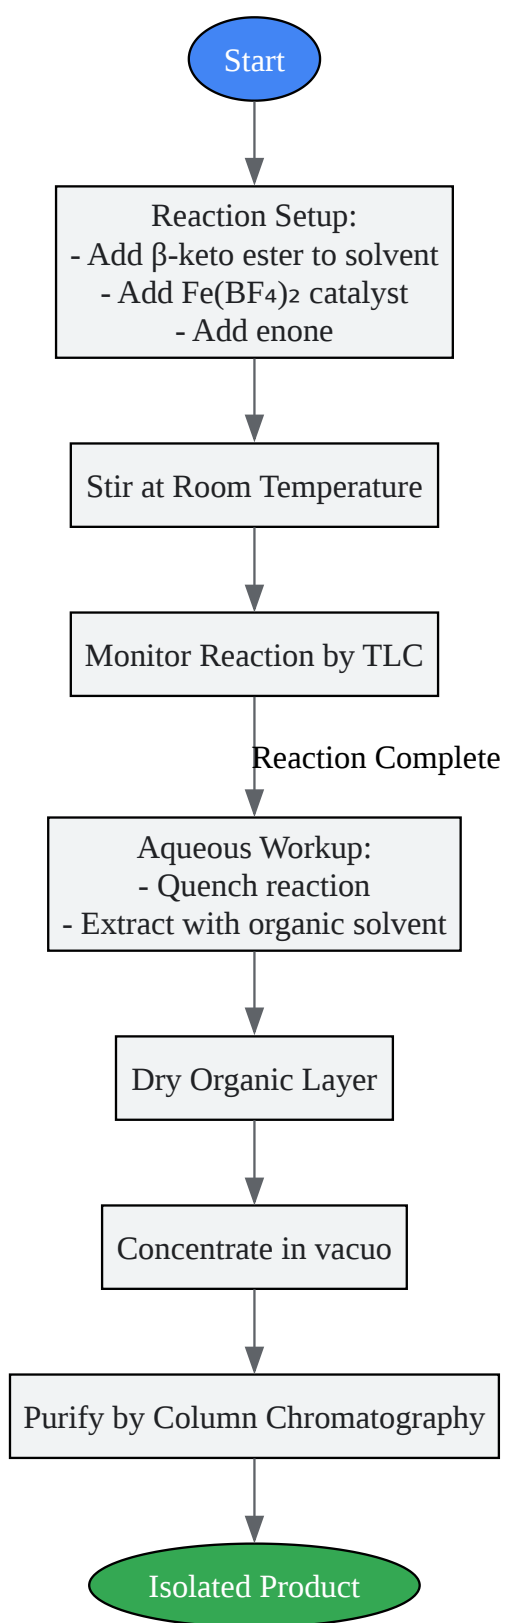 Start
Reaction Setup:
- Add β-keto ester to solvent
- Add Fe(BF₄)₂ catalyst
- Add enone
Stir at Room Temperature
Monitor Reaction by TLC
Reaction Complete
Aqueous Workup:
- Quench reaction
- Extract with organic solvent
Dry Organic Layer
Concentrate in vacuo
Purify by Column Chromatography
Isolated Product